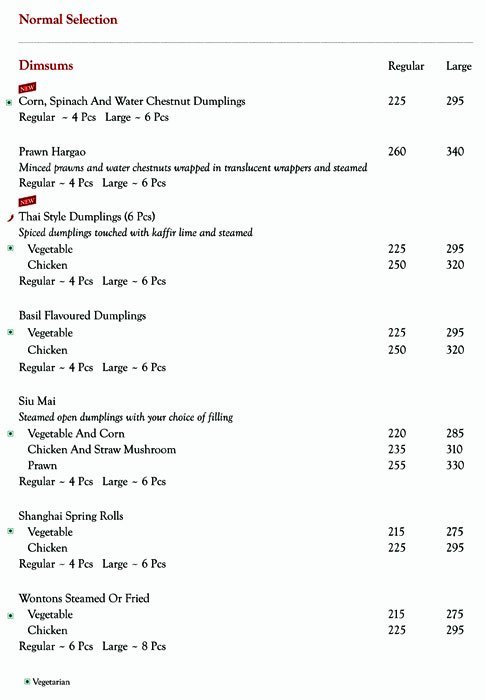 Normal Selection
Dimsums Regular Large
NEW
Corn, Spinach And Water Chestnut Dumplings 225 295
Regular ~ 4 Pcs Large ~ 6 Pcs
Prawn Hargao 260 340
Minced prawns and water chestnuts wrapped in translucent wrappers and steamed
Regular ~ 4 Pcs Large ~ 6 Pcs
NEW
Thai Style Dumplings (6 Pcs)
Spiced dumplings touched with kaffir lime and steamed
Vegetable 225 295
Chicken 250 320
Regular ~ 4 Pcs Large ~ 6 Pcs
Basil Flavoured Dumplings
Vegetable 225 295
Chicken 250 320
Regular ~ 4 Pcs Large ~ 6 Pcs
Siu Mai
Steamed open dumplings with your choice of filling
Vegetable And Corn 220 285
Chicken And Straw Mushroom 235 310
Prawn 255 330
Regular ~ 4 Pcs Large ~ 6 Pcs
Shanghai Spring Rolls
Vegetable 215 275
Chicken 225 295
Regular ~ 4 Pcs Large ~ 6 Pcs
Wontons Steamed Or Fried
Vegetable 215 275
Chicken 225 295
Regular ~ 6 Pcs Large ~ 8 Pcs
Vegetarian